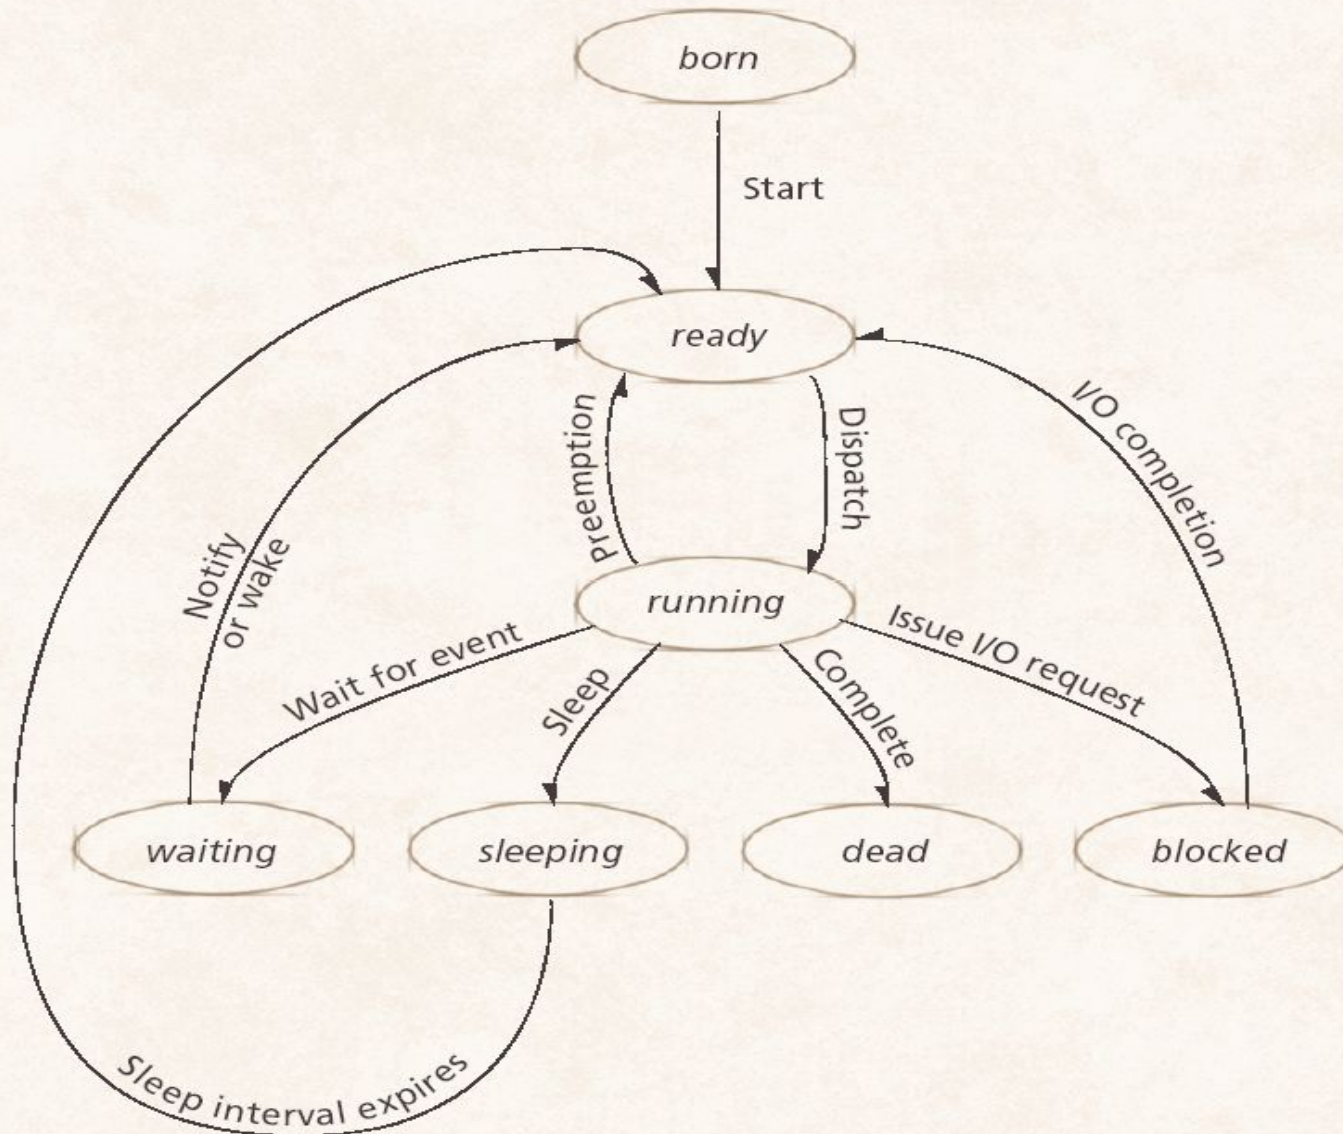 born
Start
ready
Preemption
Dispatch
I/O completion
Notify
or wake
running
Wait for event
Sleep
Complete
Issue I/O request
waiting
sleeping
dead
blocked
Sleep interval expires